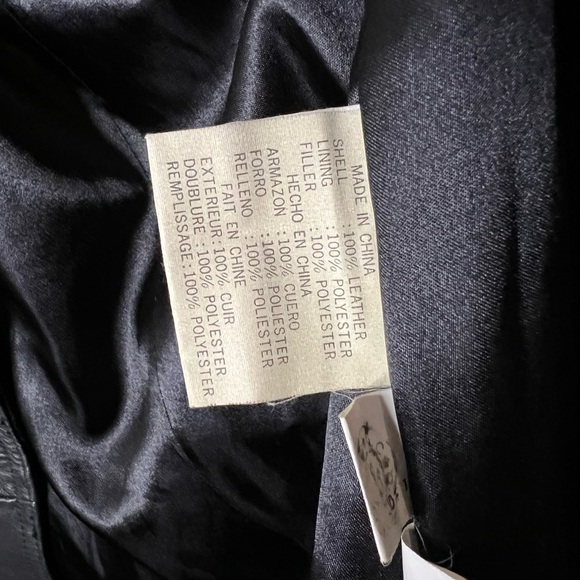 MADE IN CHINA
SHELL :100% LEATHER
LINING :100% POLYESTER
FILLER :100% POLYESTER
HECHO EN CHINA
ARMAZON :100% CUERO
FORRO :100% POLIESTER
RELLENO :100% POLIESTER
FAIT EN CHINE
EXTERIEUR:100% CUIR
DOUBLURE :100% POLYESTER
REMPLISSAGE:100% POLYESTER